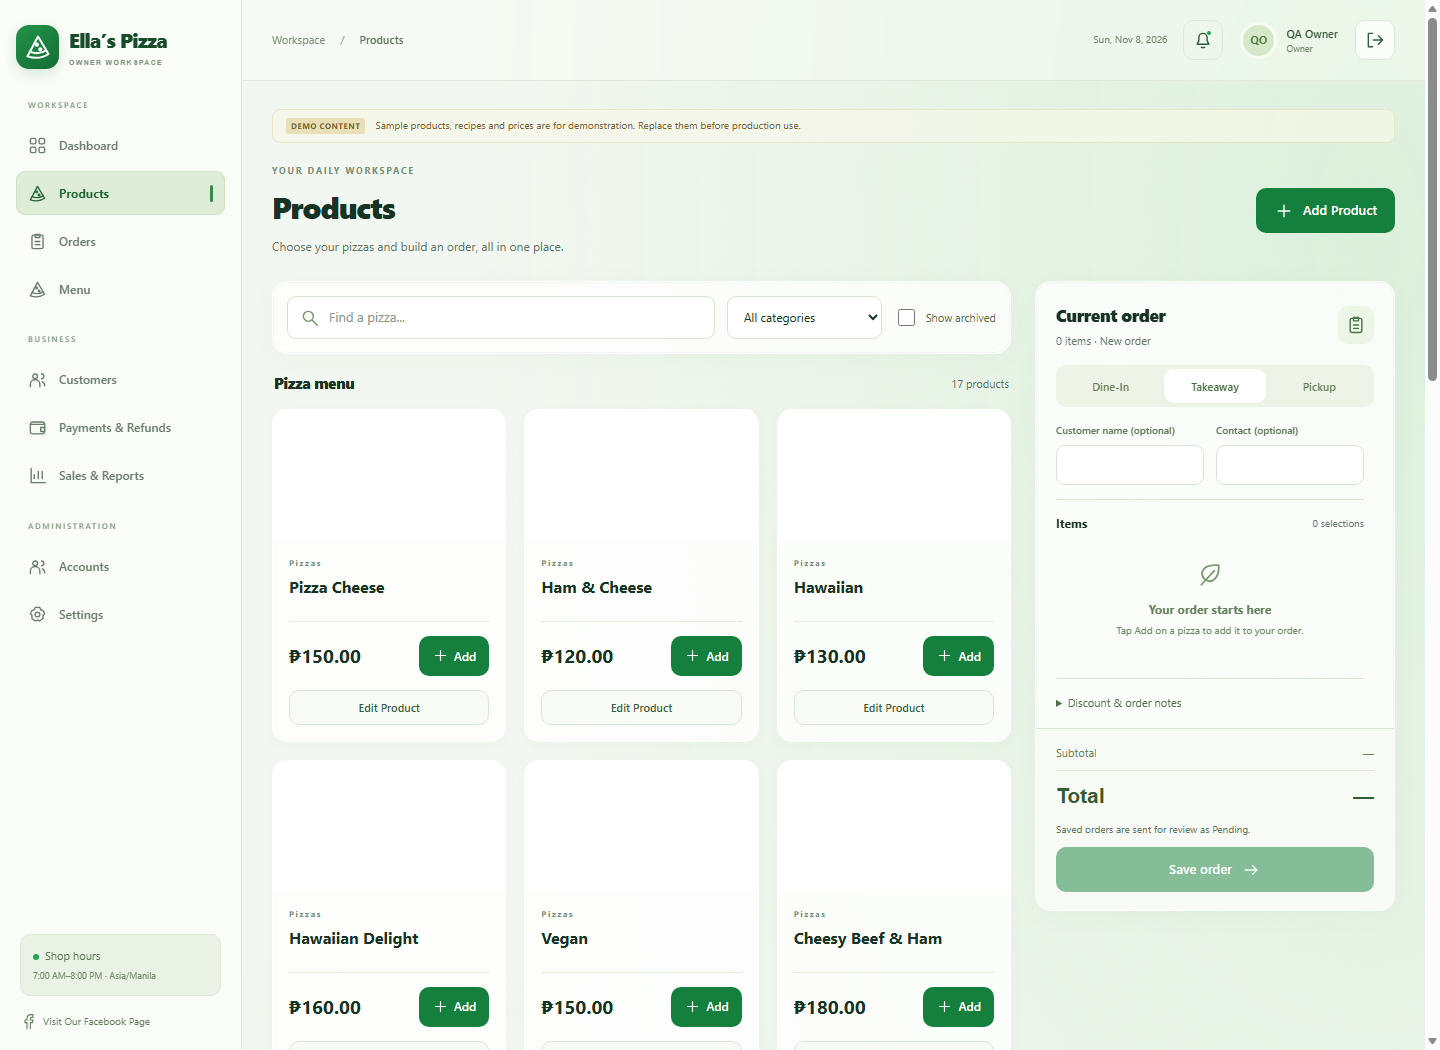 Ella's Pizza
OWNER WORKSPACE
WORKSPACE
Dashboard
Products
Orders
Menu
BUSINESS
Customers
Payments & Refunds
Sales & Reports
ADMINISTRATION
Accounts
Settings
Shop hours
7:00 AM–8:00 PM · Asia/Manila
Visit Our Facebook Page
Workspace / Products
Sun, Nov 8, 2026
QO
QA Owner
Owner
DEMO CONTENT Sample products, recipes and prices are for demonstration. Replace them before production use.
YOUR DAILY WORKSPACE
Products
Choose your pizzas and build an order, all in one place.
Add Product
Find a pizza...
All categories
Show archived
Pizza menu
17 products
Pizzas
Pizza Cheese
₱150.00
Add
Edit Product
Pizzas
Ham & Cheese
₱120.00
Add
Edit Product
Pizzas
Hawaiian
₱130.00
Add
Edit Product
Pizzas
Hawaiian Delight
₱160.00
Add
Pizzas
Vegan
₱150.00
Add
Pizzas
Cheesy Beef & Ham
₱180.00
Add
Current order
0 items · New order
Dine-In
Takeaway
Pickup
Customer name (optional)
Contact (optional)
Items
0 selections
Your order starts here
Tap Add on a pizza to add it to your order.
Discount & order notes
Subtotal —
Total —
Saved orders are sent for review as Pending.
Save order